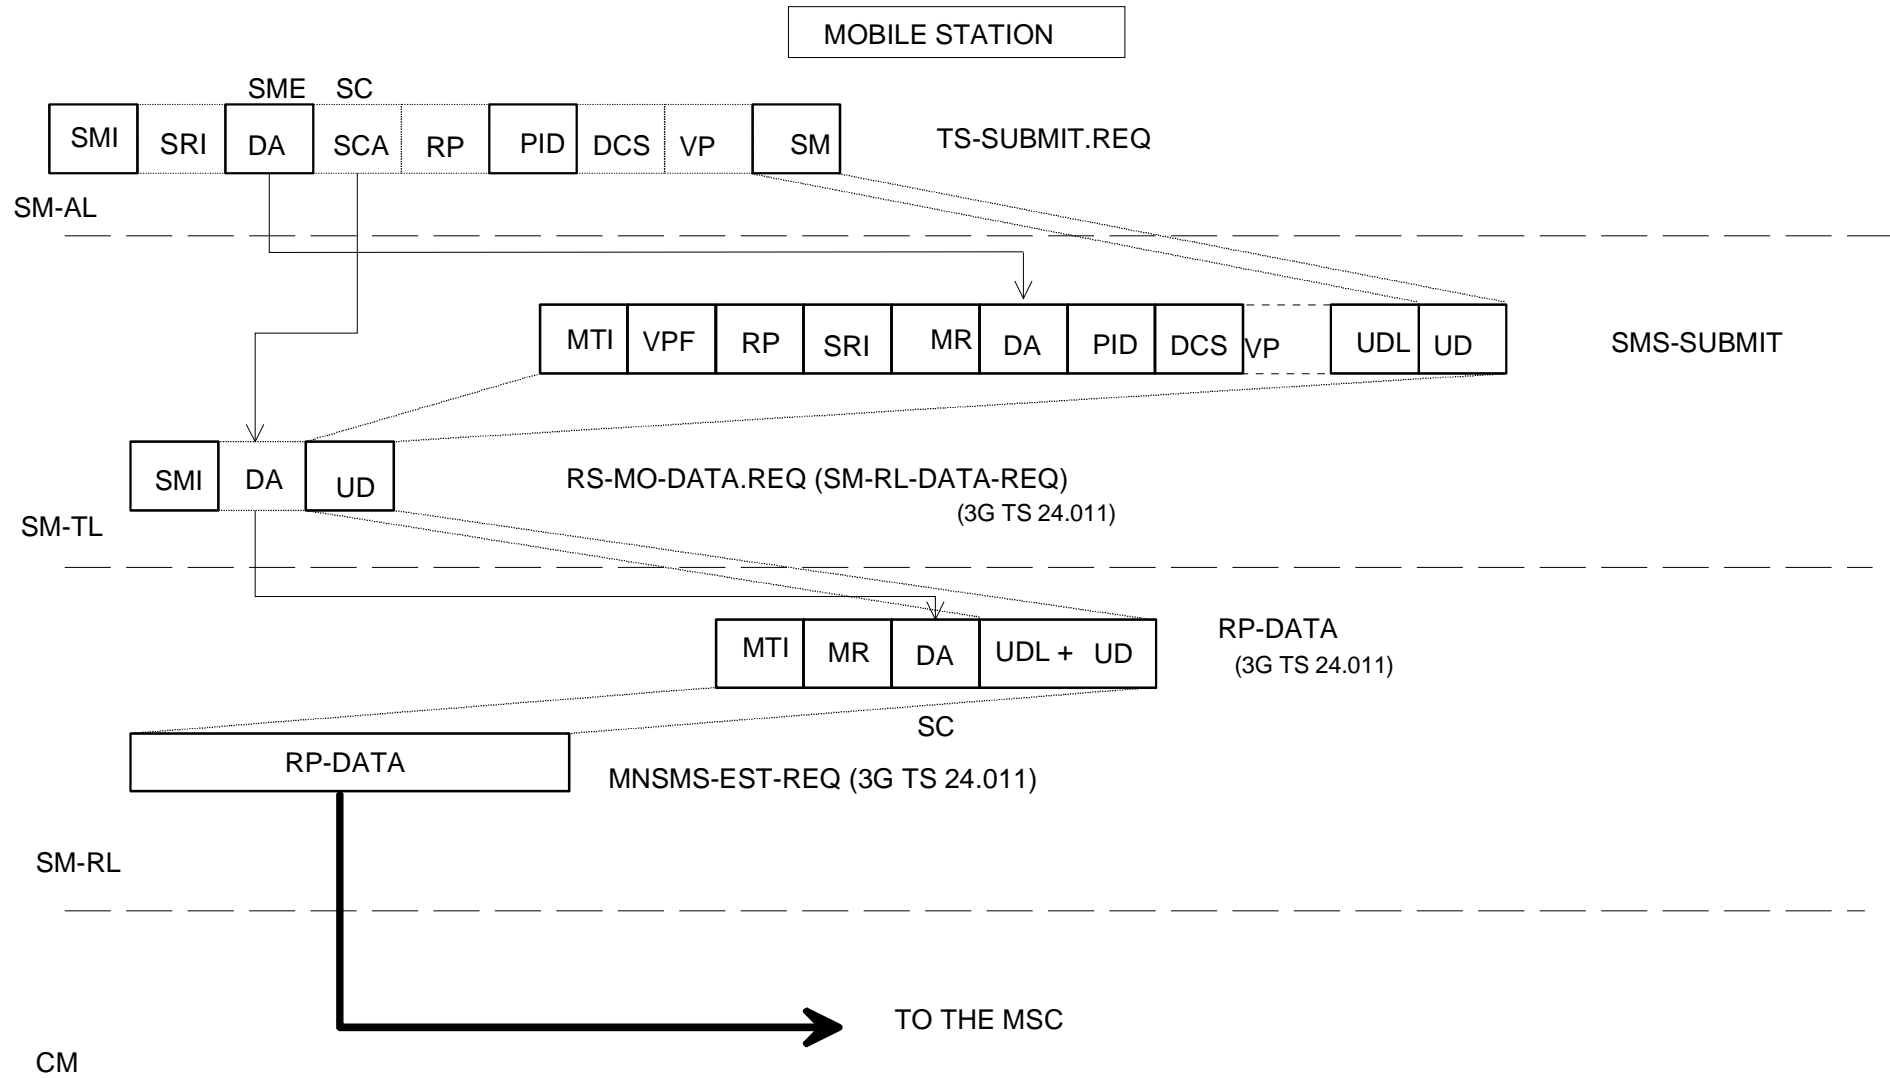 MOBILE STATION
SME SC
SMI SRI DA SCA RP PID DCS VP SM TS-SUBMIT.REQ
SM-AL
MTI VPF RP SRI MR DA PID DCS VP UDL UD SMS-SUBMIT
SMI DA UD RS-MO-DATA.REQ (SM-RL-DATA-REQ)
(3G TS 24.011)
SM-TL
MTI MR DA UDL + UD RP-DATA
(3G TS 24.011)
SC
RP-DATA MNSMS-EST-REQ (3G TS 24.011)
SM-RL
TO THE MSC
CM